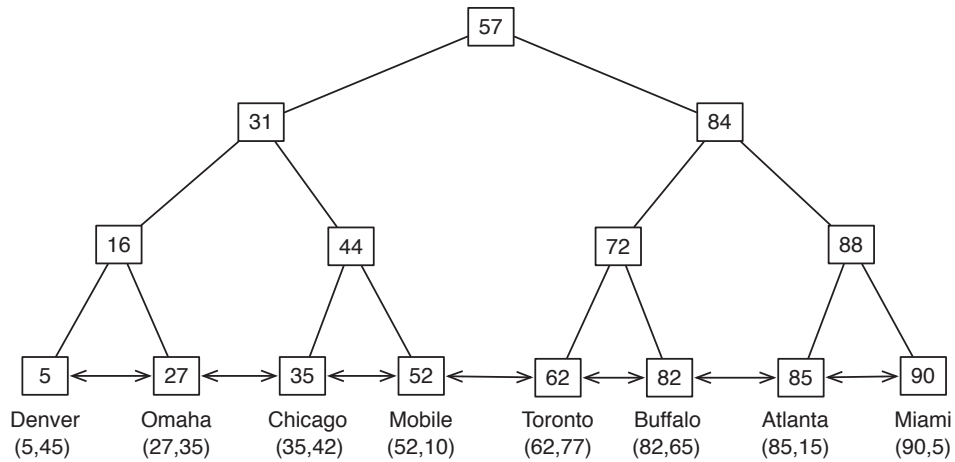 57
31 84
16 44 72 88
5 27 35 52 62 82 85 90
Denver Omaha Chicago Mobile Toronto Buffalo Atlanta Miami
(5,45) (27,35) (35,42) (52,10) (62,77) (82,65) (85,15) (90,5)